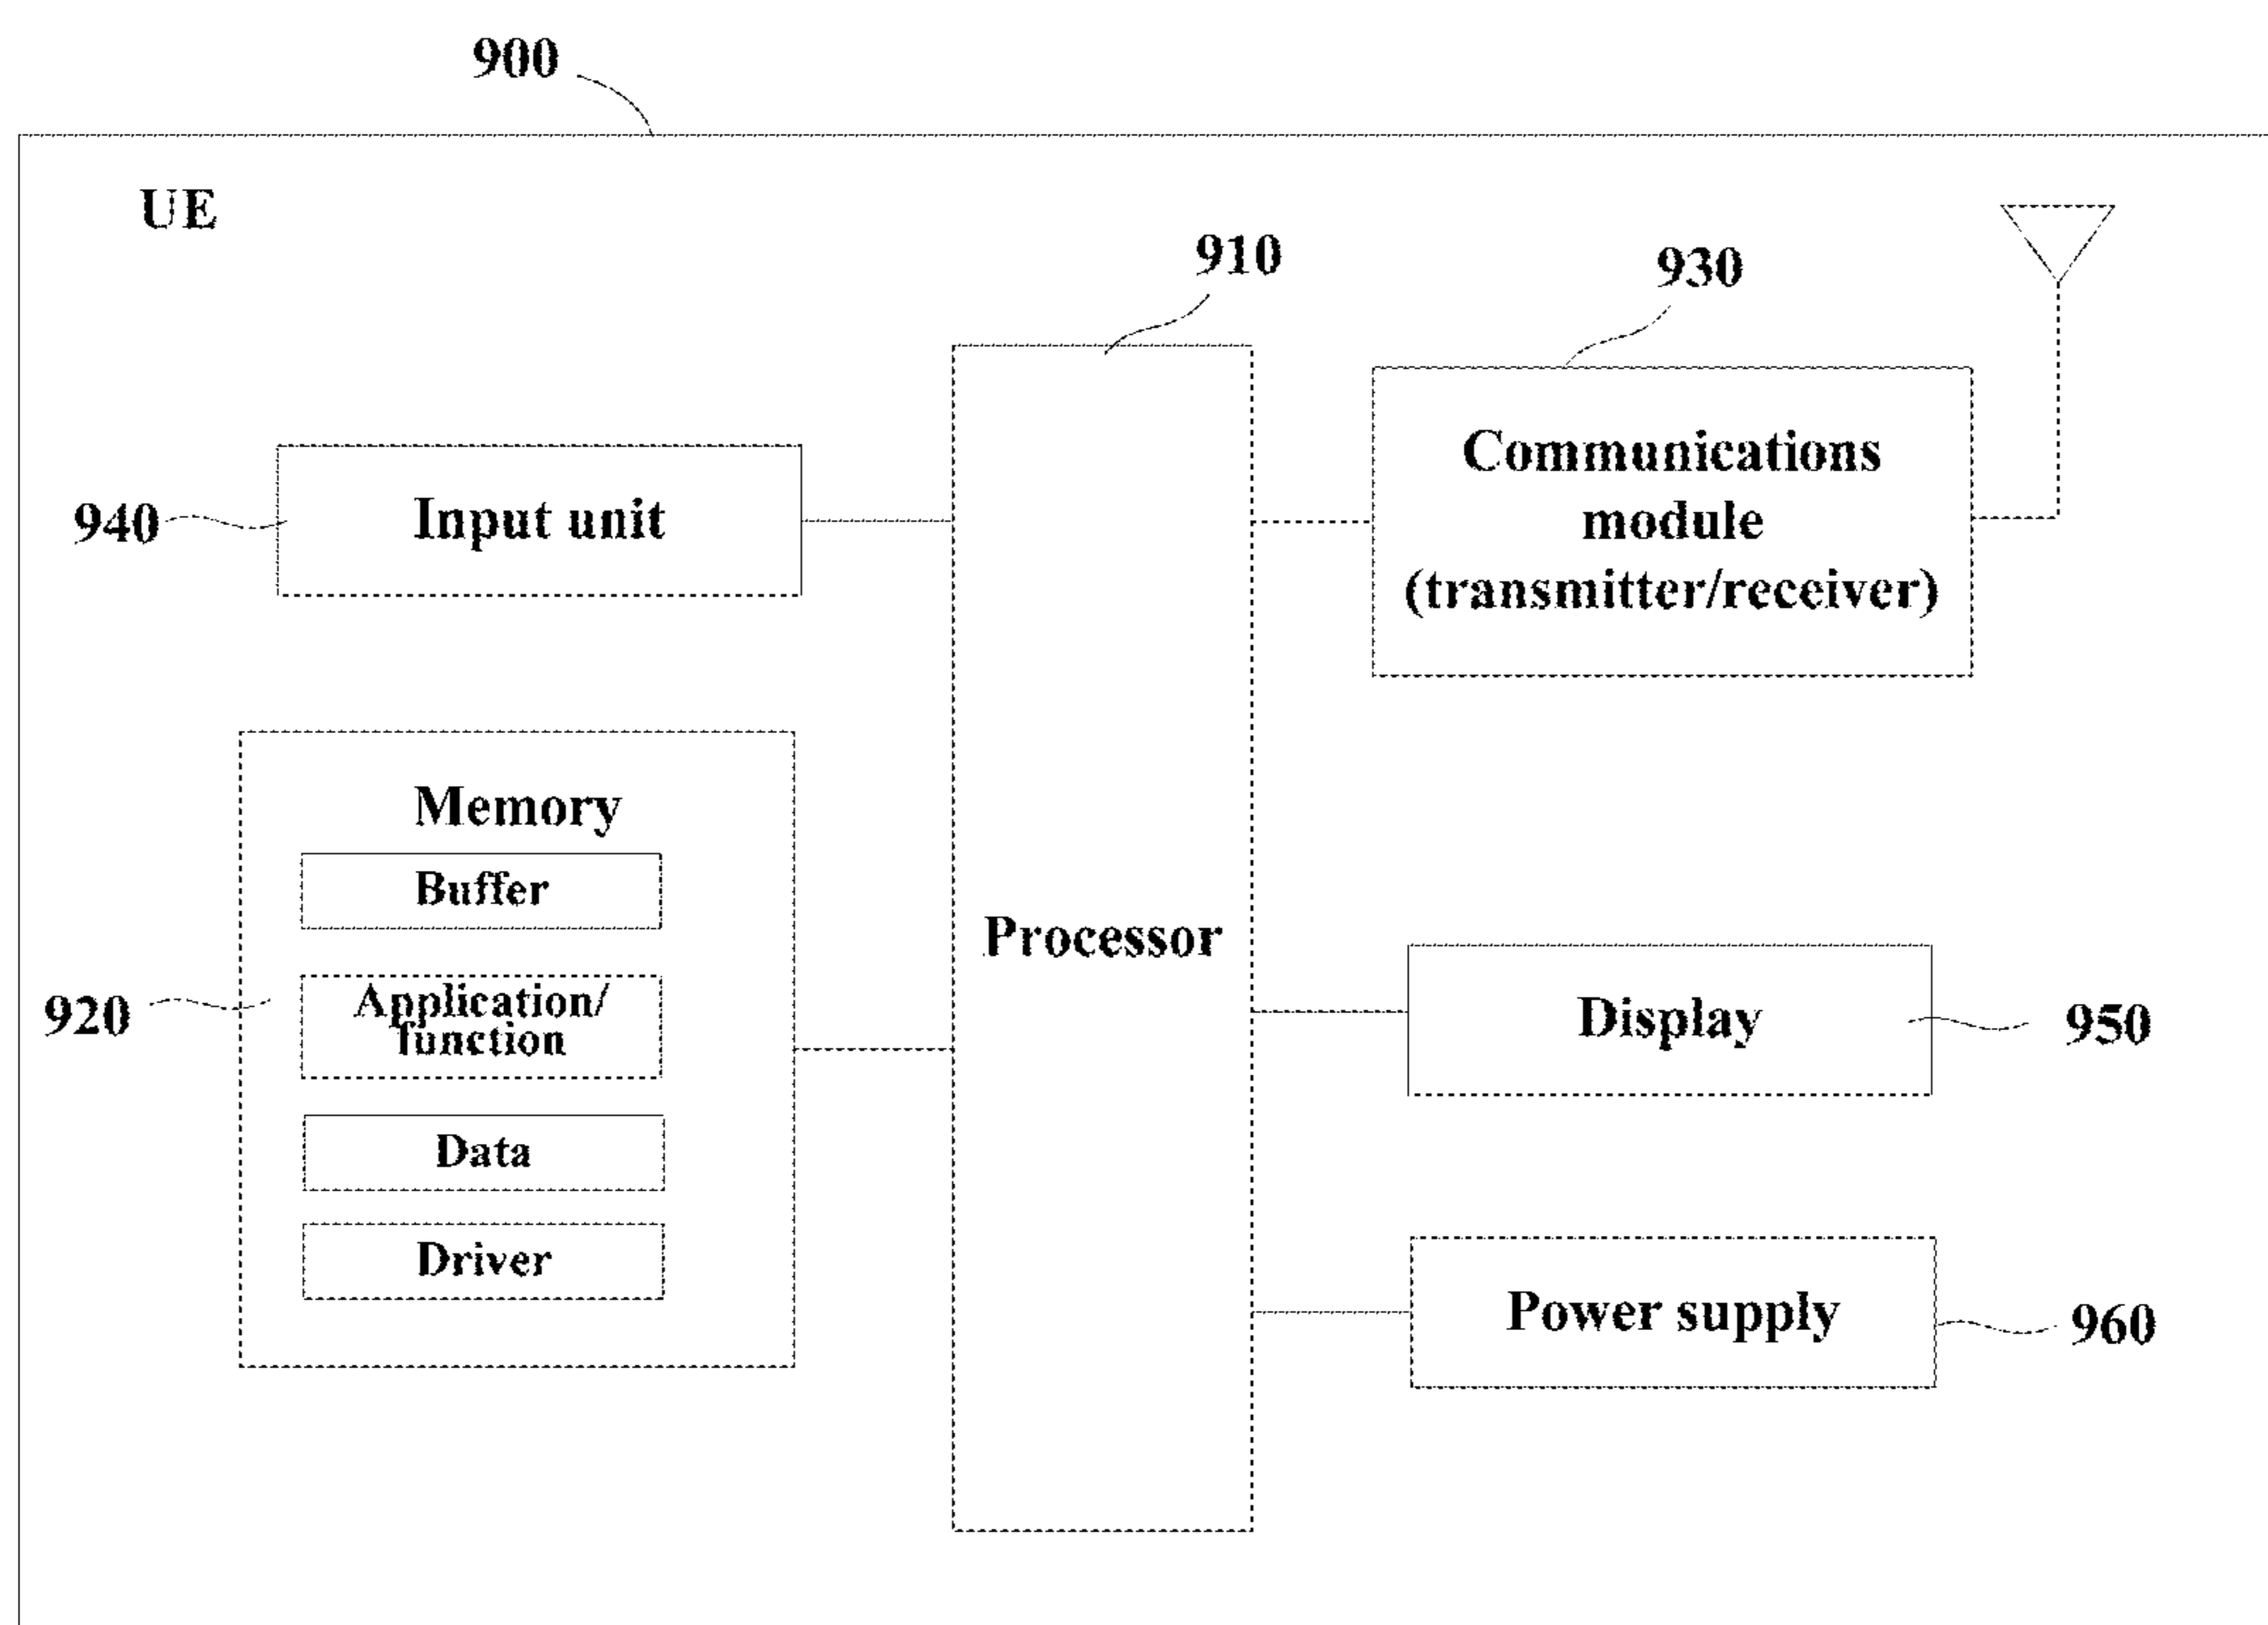 900
UE
910
930
940
Input unit
Communications
module
(transmitter/receiver)
Memory
Buffer
Application/
function
Data
Driver
920
Processor
Display
950
Power supply
960